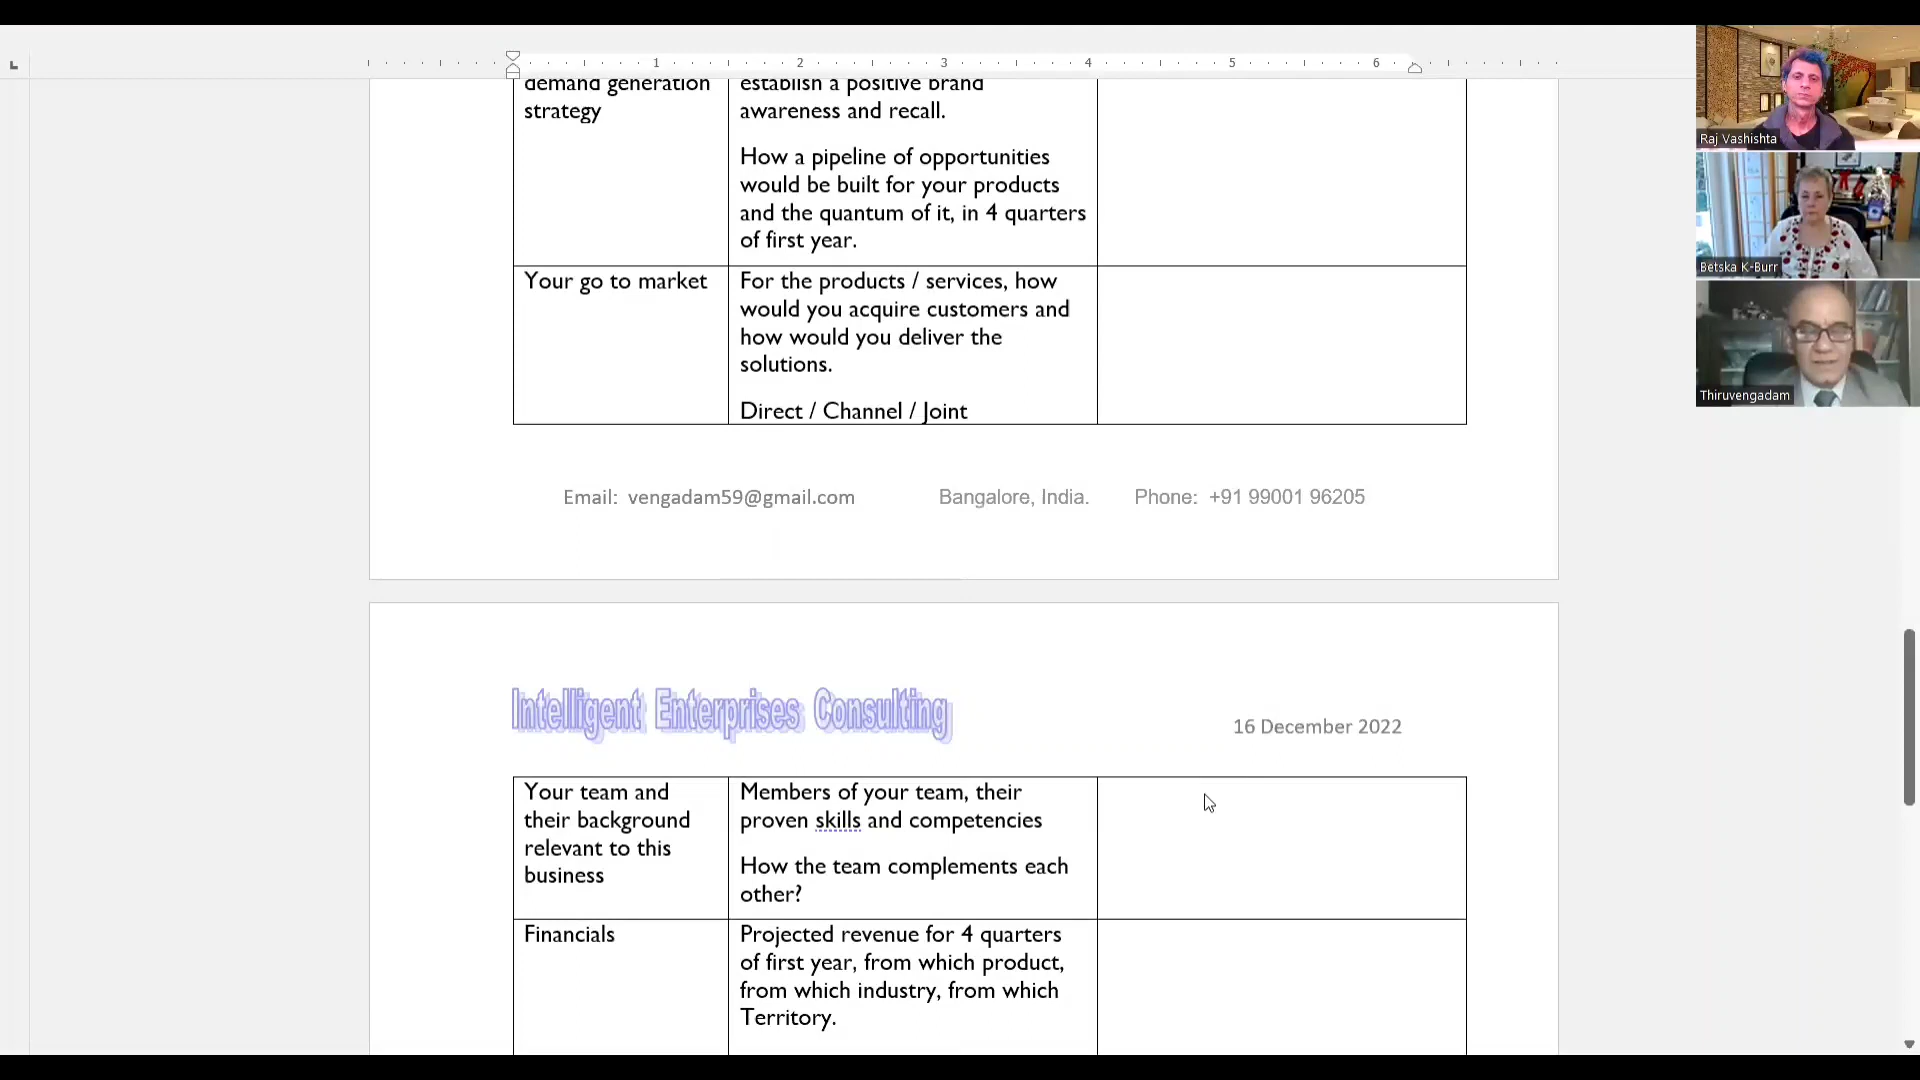 1 2 3 4 5 6
demand generation
strategy
establish a positive brand
awareness and recall.
How a pipeline of opportunities
would be built for your products
and the quantum of it, in 4 quarters
of first year.
Your go to market
For the products / services, how
would you acquire customers and
how would you deliver the
solutions.
Direct / Channel / Joint
Email: vengadam59@gmail.com Bangalore, India. Phone: +91 99001 96205
Intelligent Enterprises Consulting
16 December 2022
Your team and
their background
relevant to this
business
Members of your team, their
proven skills and competencies
How the team complements each
other?
Financials
Projected revenue for 4 quarters
of first year, from which product,
from which industry, from which
Territory.
Raj Vashishta
Betska K-Burr
Thiruvengadam